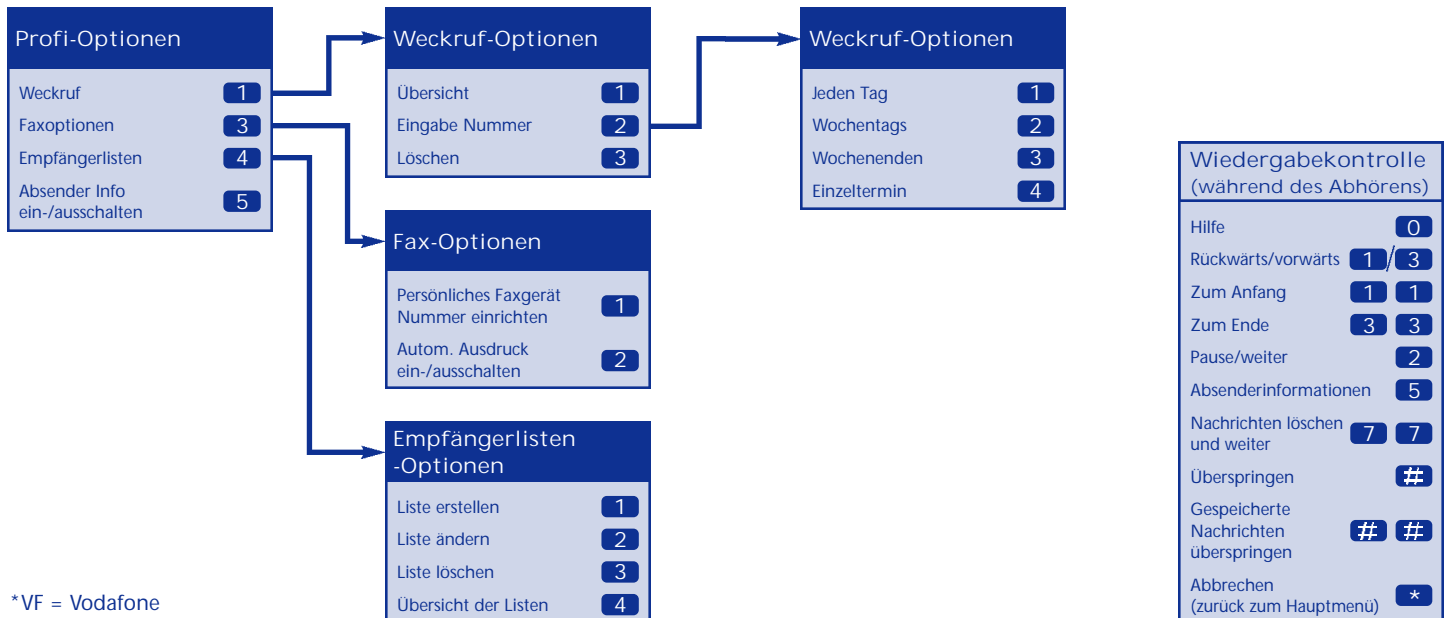 Profi-Optionen
Weckruf 1
Faxoptionen 3
Empfängerlisten 4
Absender Info
ein-/ausschalten 5
Weckruf-Optionen
Übersicht 1
Eingabe Nummer 2
Löschen 3
Weckruf-Optionen
Jeden Tag 1
Wochentags 2
Wochenenden 3
Einzeltermin 4
Fax-Optionen
Persönliches Faxgerät
Nummer einrichten 1
Autom. Ausdruck
ein-/ausschalten 2
Empfängerlisten
-Optionen
Liste erstellen 1
Liste ändern 2
Liste löschen 3
Übersicht der Listen 4
Wiedergabekontrolle
(während des Abhörens)
Hilfe 0
Rückwärts/vorwärts 1/3
Zum Anfang 1 1
Zum Ende 3 3
Pause/weiter 2
Absenderinformationen 5
Nachrichten löschen
und weiter 7 7
Überspringen #
Gespeicherte
Nachrichten # #
überspringen
Abbrechen
(zurück zum Hauptmenü) *
*VF = Vodafone